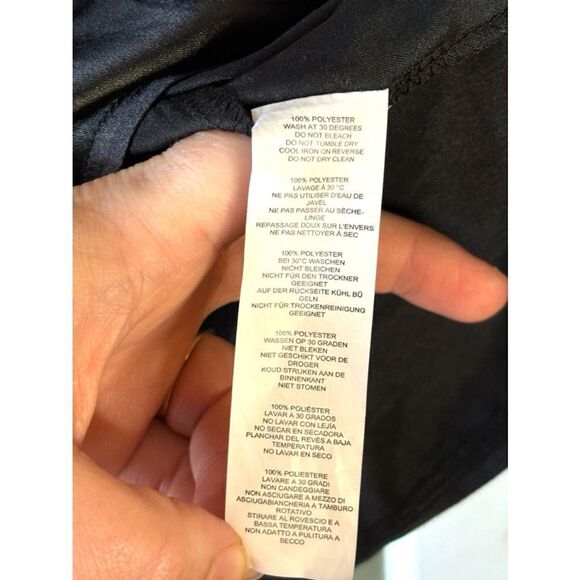 100% POLYESTER
WASH AT 30 DEGREES
DO NOT BLEACH
DO NOT TUMBLE DRY
COOL IRON ON REVERSE
DO NOT DRY CLEAN
100% POLYESTER
LAVAGE À 30 °C
NE PAS UTILISER D'EAU DE
JAVEL
NE PAS PASSER AU SÈCHE-
LINGE
REPASSAGE DOUX SUR L'ENVERS
NE PAS NETTOYER À SEC
100% POLYESTER
BEI 30°C WASCHEN
NICHT BLEICHEN
NICHT FÜR DEN TROCKNER
GEEIGNET
AUF DER RÜCKSEITE KÜHL BÜ
GELN
NICHT FÜR TROCKENREINIGUNG
GEEIGNET
100% POLYESTER
WASSEN OP 30 GRADEN
NIET BLEKEN
NIET GESCHIKT VOOR DE
DROGER
KOUD STRIJKEN AAN DE
BINNENKANT
NIET STOMEN
100% POLIÉSTER
LAVAR A 30 GRADOS
NO LAVAR CON LEJÍA
NO SECAR EN SECADORA
PLANCHAR DEL REVÉS A BAJA
TEMPERATURA
NO LAVAR EN SECO
100% POLIESTERE
LAVARE A 30 GRADI
NON CANDEGGIARE
NON ASCIUGARE A MEZZO DI
ASCIUGABIANCHERIA A TAMBURO
ROTATIVO
STIRARE AL ROVESCIO E A
BASSA TEMPERATURA
NON ADATTO A PULITURA A
SECCO